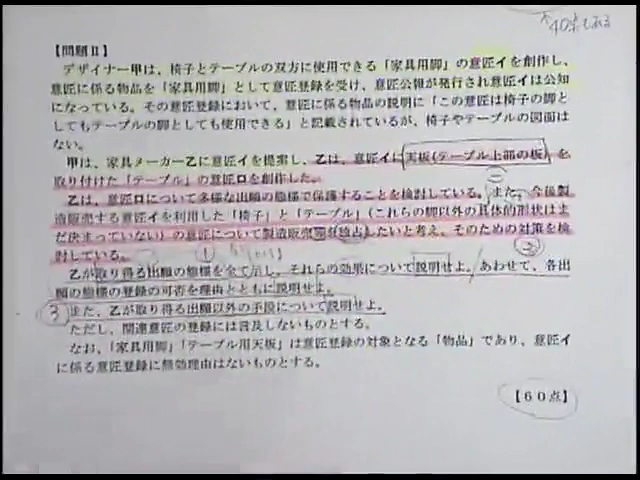 40点もある
【問題Ⅱ】
デザイナー甲は、椅子とテーブルの双方に使用できる「家具用脚」の意匠イを創作し、
意匠に係る物品を「家具用脚」として意匠登録を受け、意匠公報が発行され意匠イは公知
になっている。その意匠登録において、意匠に係る物品の説明に「この意匠は椅子の脚と
してもテーブルの脚としても使用できる」と記載されているが、椅子やテーブルの図面は
ない。
甲は、家具メーカー乙に意匠イを提案し、乙は、意匠イに天板(テーブル上部の板)を
取り付けた「テーブル」の意匠ロを創作した。
乙は、意匠ロについて多様な出願の態様で保護することを検討している。また、今後製
造販売する意匠イを利用した「椅子」と「テーブル」(これらの脚以外の具体的形状はま
だ決まっていない)の意匠について製造販売を独占したいと考え、そのための対策を検
討している。 ①
②
乙が取り得る出願の態様を全て示し、それらの効果について説明せよ。あわせて、各出
願の態様の登録の可否を理由とともに説明せよ。
③ また、乙が取り得る出願以外の手段について説明せよ。
ただし、関連意匠の登録には言及しないものとする。
なお、「家具用脚」「テーブル用天板」は意匠登録の対象となる「物品」であり、意匠イ
に係る意匠登録に無効理由はないものとする。
【60点】